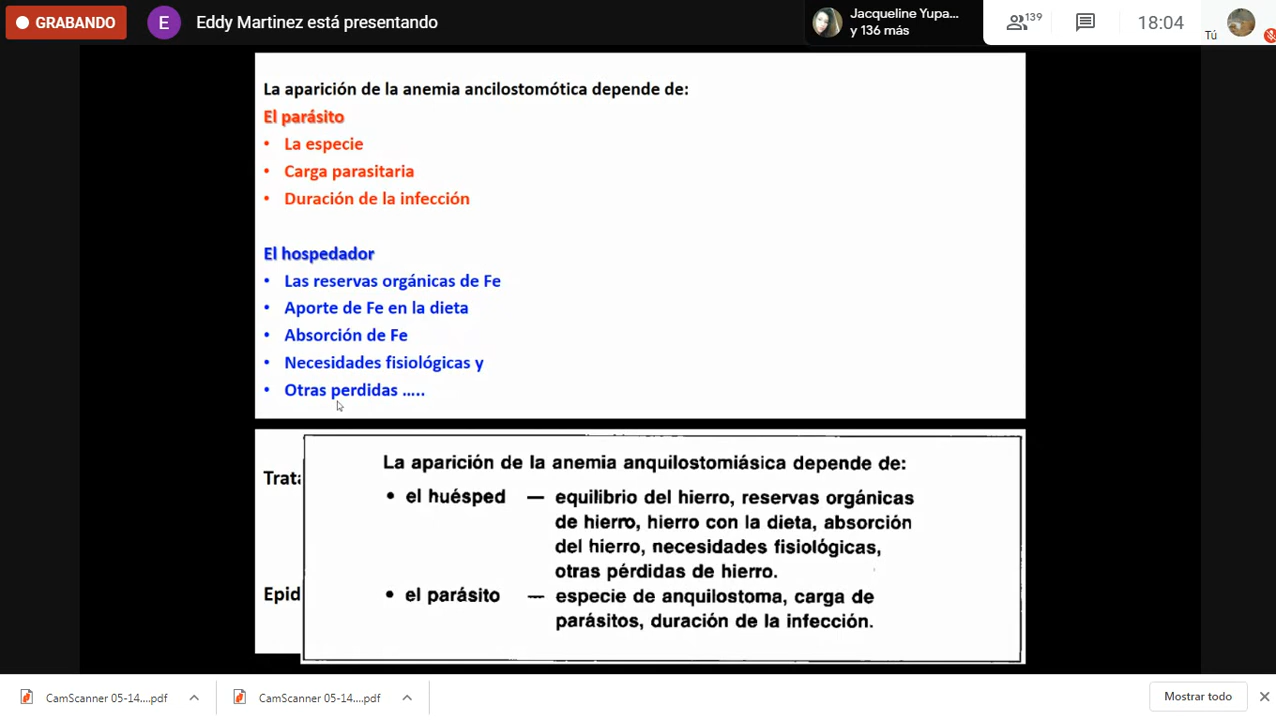 GRABANDO
E
Eddy Martinez está presentando
Jacqueline Yupa...
y 136 más
139
18:04
Tú
La aparición de la anemia ancilostomótica depende de:
El parásito
• La especie
• Carga parasitaria
• Duración de la infección
El hospedador
• Las reservas orgánicas de Fe
• Aporte de Fe en la dieta
• Absorción de Fe
• Necesidades fisiológicas y
• Otras perdidas .....
Trata
Epid
La aparición de la anemia anquilostomiásica depende de:
• el huésped — equilibrio del hierro, reservas orgánicas
de hierro, hierro con la dieta, absorción
del hierro, necesidades fisiológicas,
otras pérdidas de hierro.
• el parásito — especie de anquilostoma, carga de
parásitos, duración de la infección.
CamScanner 05-14....pdf
CamScanner 05-14....pdf
Mostrar todo